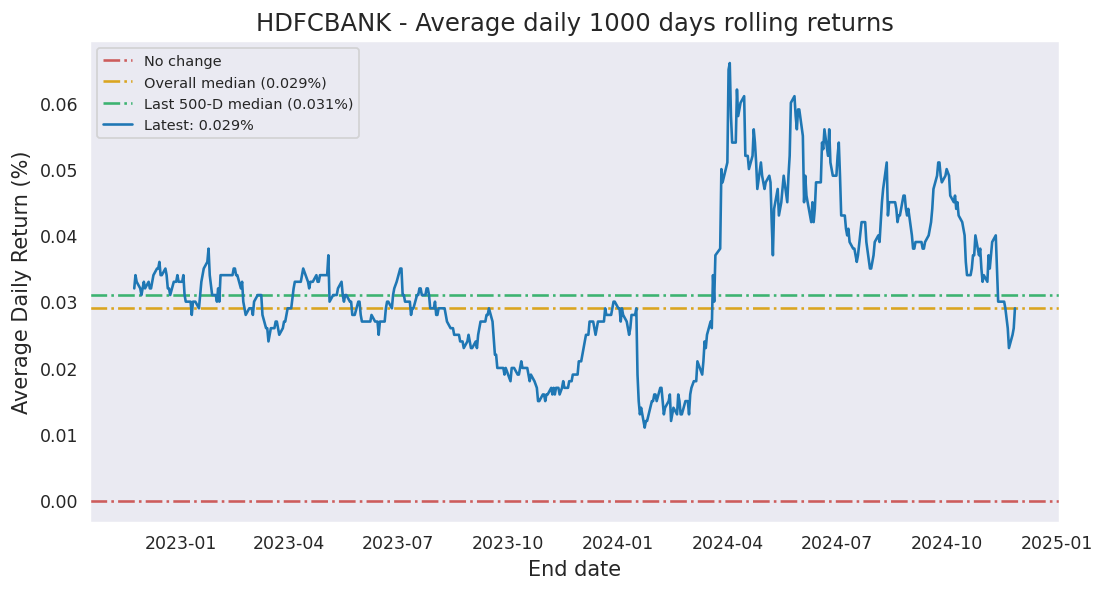 HDFCBANK - Average daily 1000 days rolling returns
No change
Overall median (0.029%)
Last 500-D median (0.031%)
Latest: 0.029%
Average Daily Return (%)
0.06
0.05
0.04
0.03
0.02
0.01
0.00
2023-01 2023-04 2023-07 2023-10 2024-01 2024-04 2024-07 2024-10 2025-01
End date